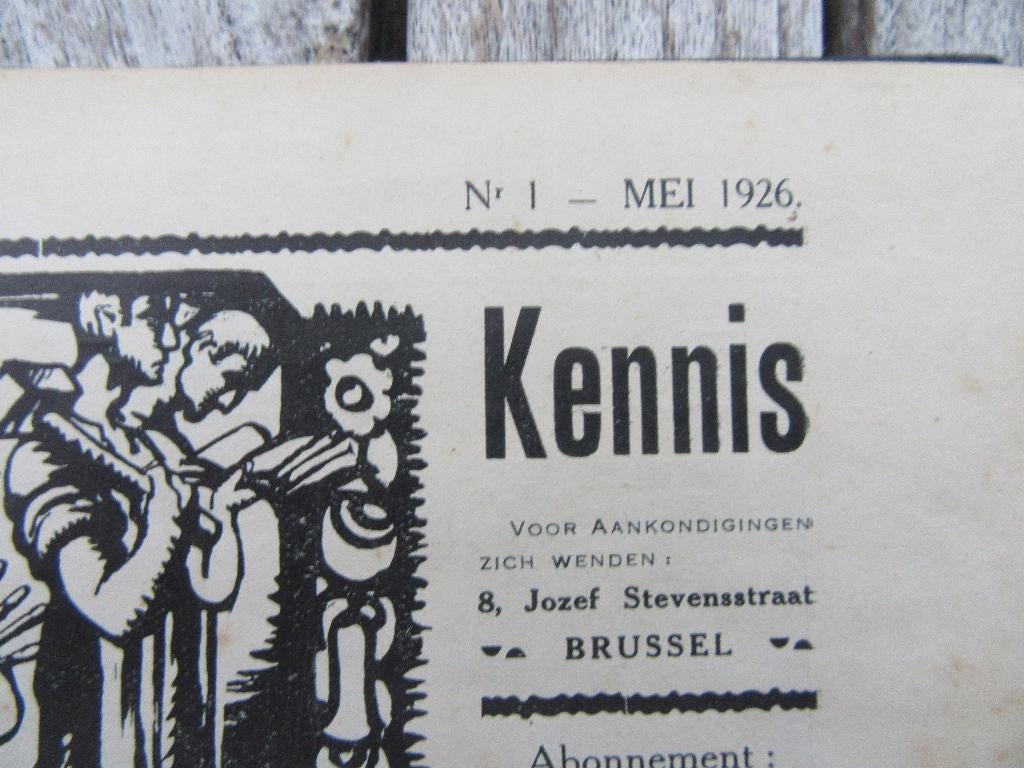 Nr 1 — MEI 1926.
Kennis
VOOR AANKONDIGINGEN
ZICH WENDEN :
8, Jozef Stevensstraat
BRUSSEL
Abonnement :